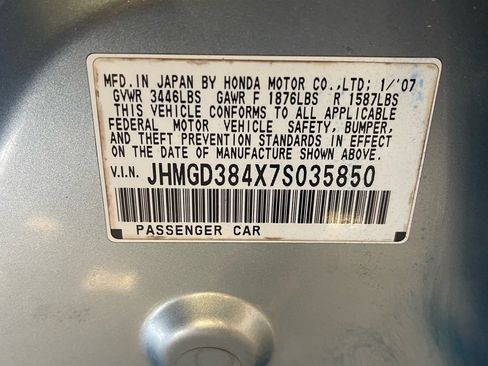 MFD. IN JAPAN BY HONDA MOTOR CO.,LTD; 1/'07
GVWR 3446LBS GAWR F 1876LBS R 1587LBS
THIS VEHICLE CONFORMS TO ALL APPLICABLE
FEDERAL MOTOR VEHICLE SAFETY, BUMPER,
AND THEFT PREVENTION STANDARDS IN EFFECT
ON THE DATE OF MANUFACTURE SHOWN ABOVE.
V.I.N. JHMGD384X7S035850
PASSENGER CAR